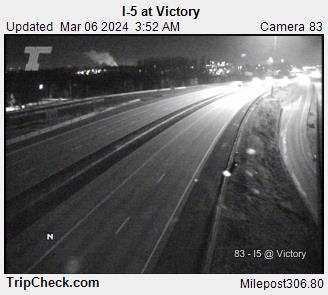 I-5 at Victory
Updated Mar 06 2024 3:52 AM Camera 83
T
N
83 - I5 @ Victory
TripCheck.com Milepost306.80